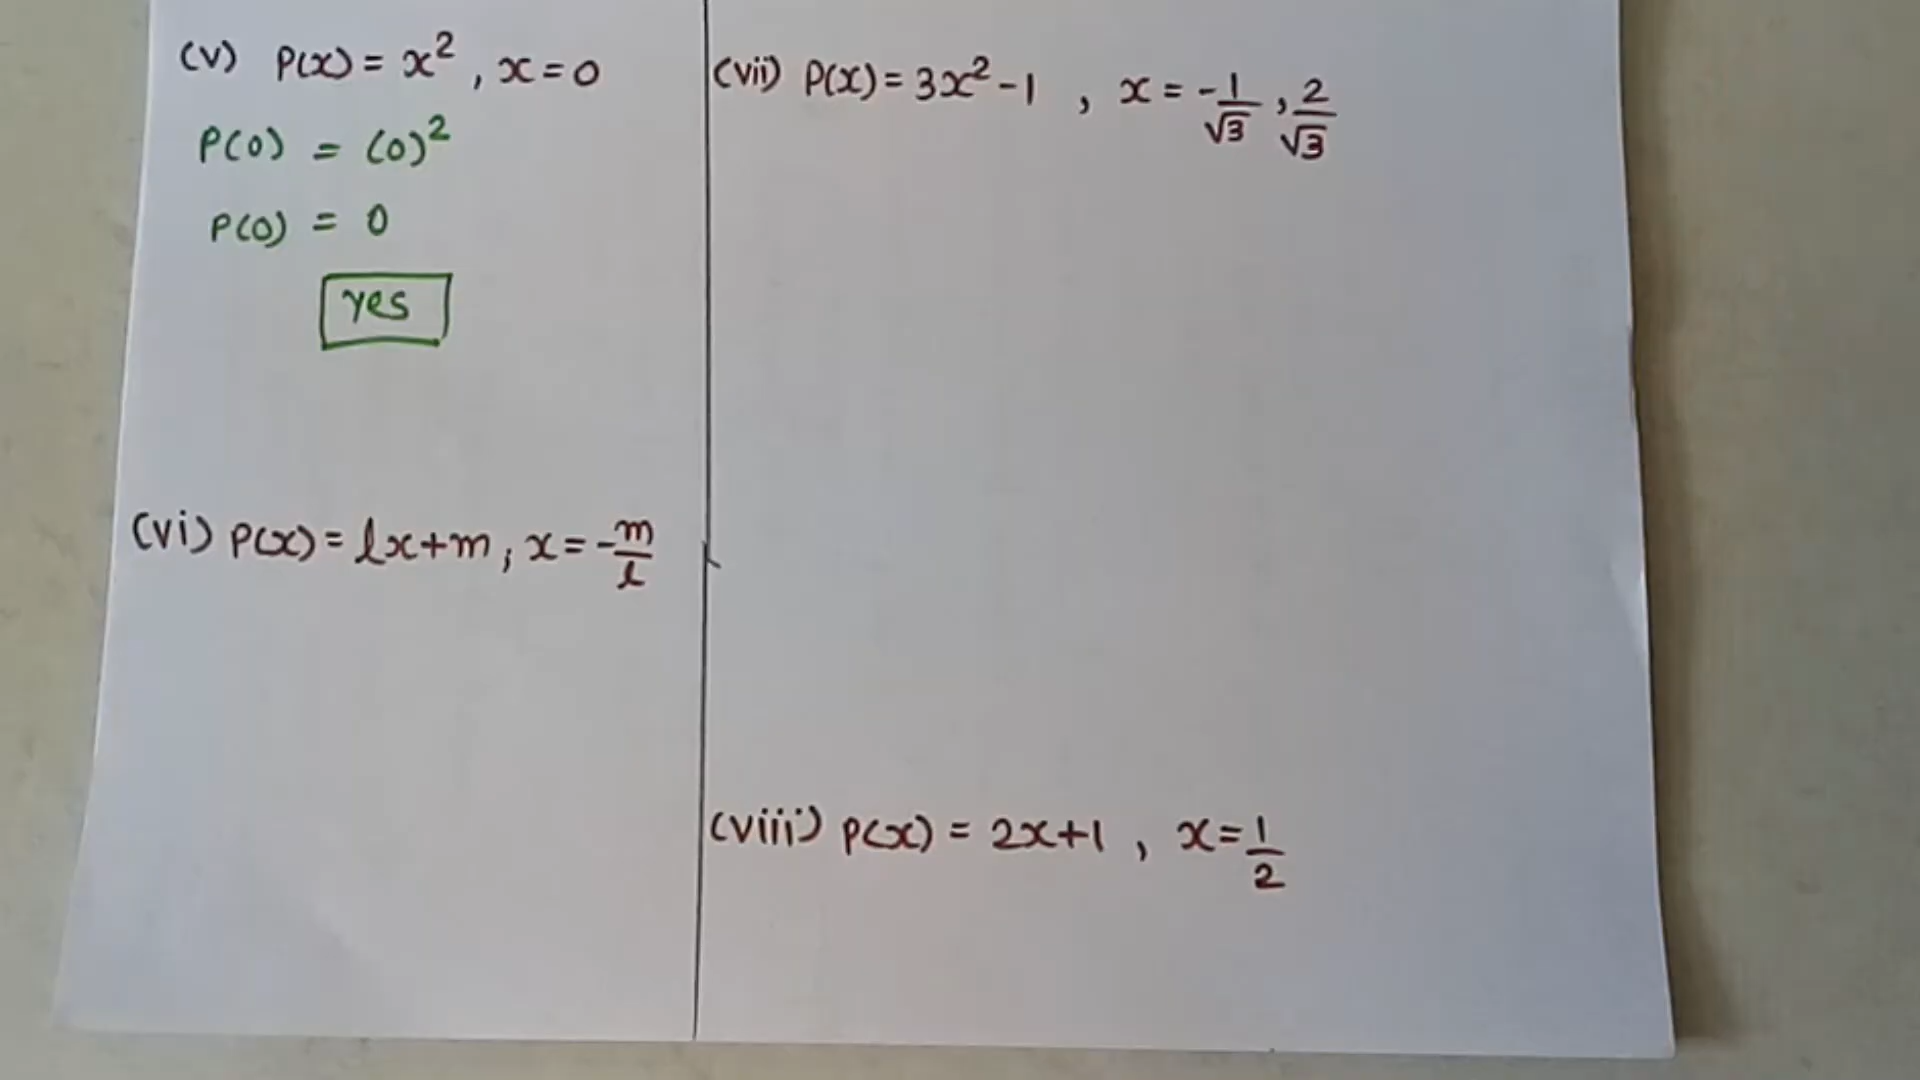 (v) P(x) = x², x=0
P(0) = (0)²
P(0) = 0
yes
(vi) P(x) = lx+m, x = -m/l
(vii) P(x) = 3x²-1, x = -1/√3, 2/√3
(viii) P(x) = 2x+1, x=1/2